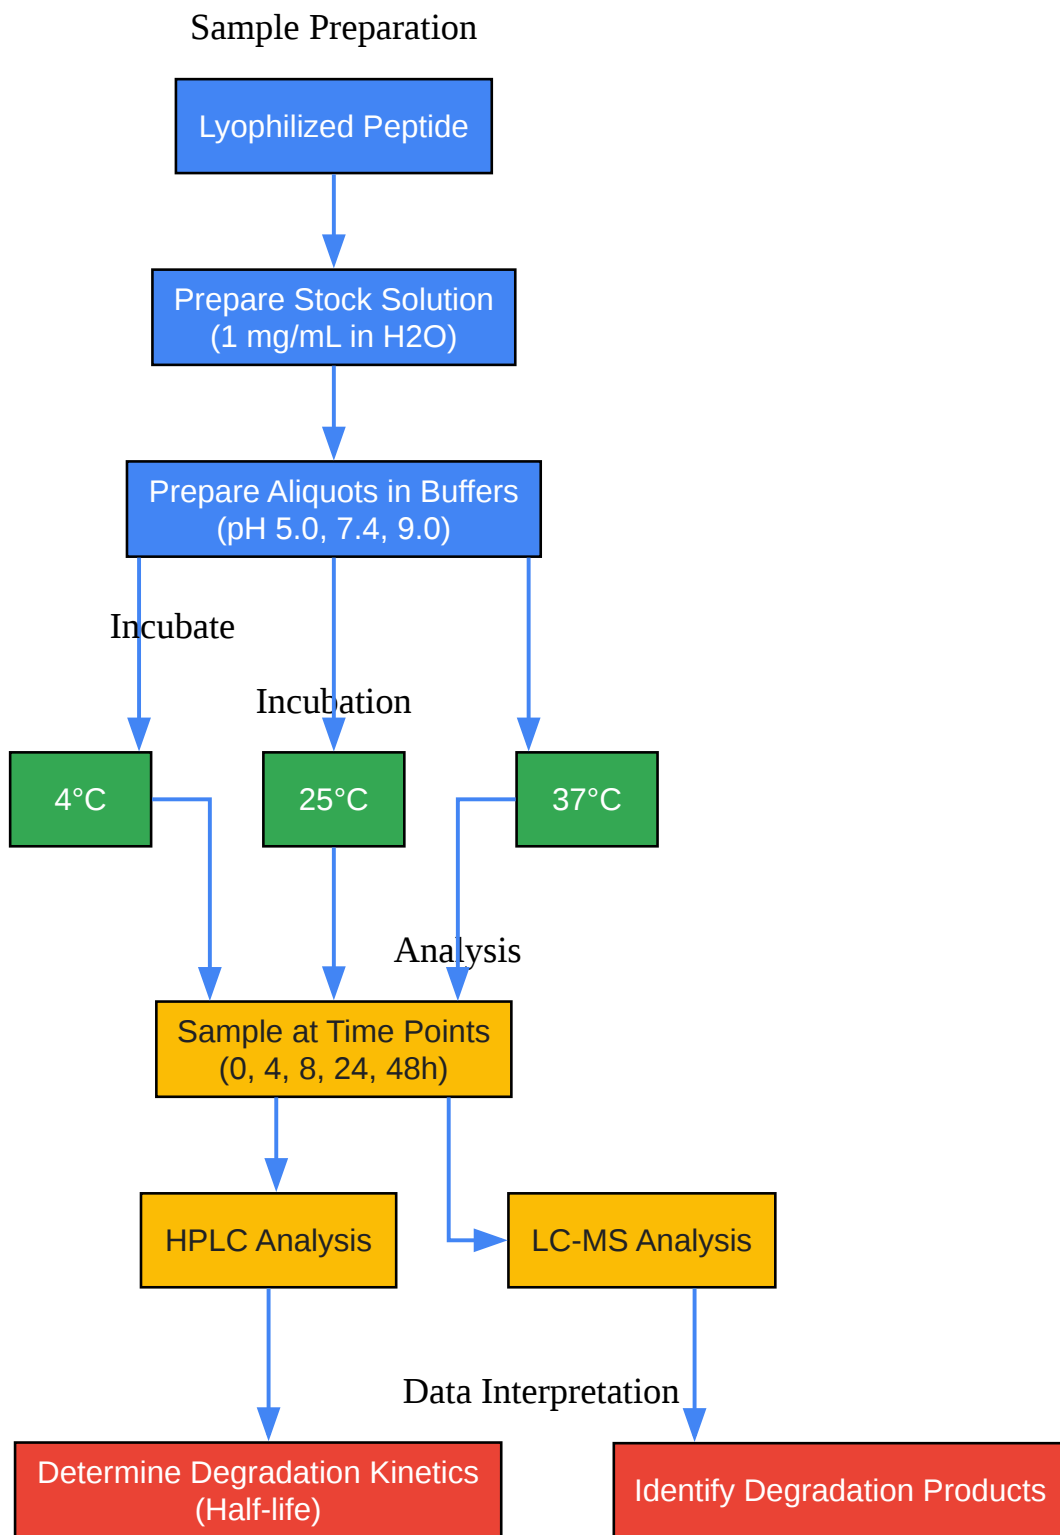 Sample Preparation
Lyophilized Peptide
Prepare Stock Solution
(1 mg/mL in H2O)
Prepare Aliquots in Buffers
(pH 5.0, 7.4, 9.0)
Incubate
Incubation
4°C
25°C
37°C
Analysis
Sample at Time Points
(0, 4, 8, 24, 48h)
HPLC Analysis
LC-MS Analysis
Data Interpretation
Determine Degradation Kinetics
(Half-life)
Identify Degradation Products